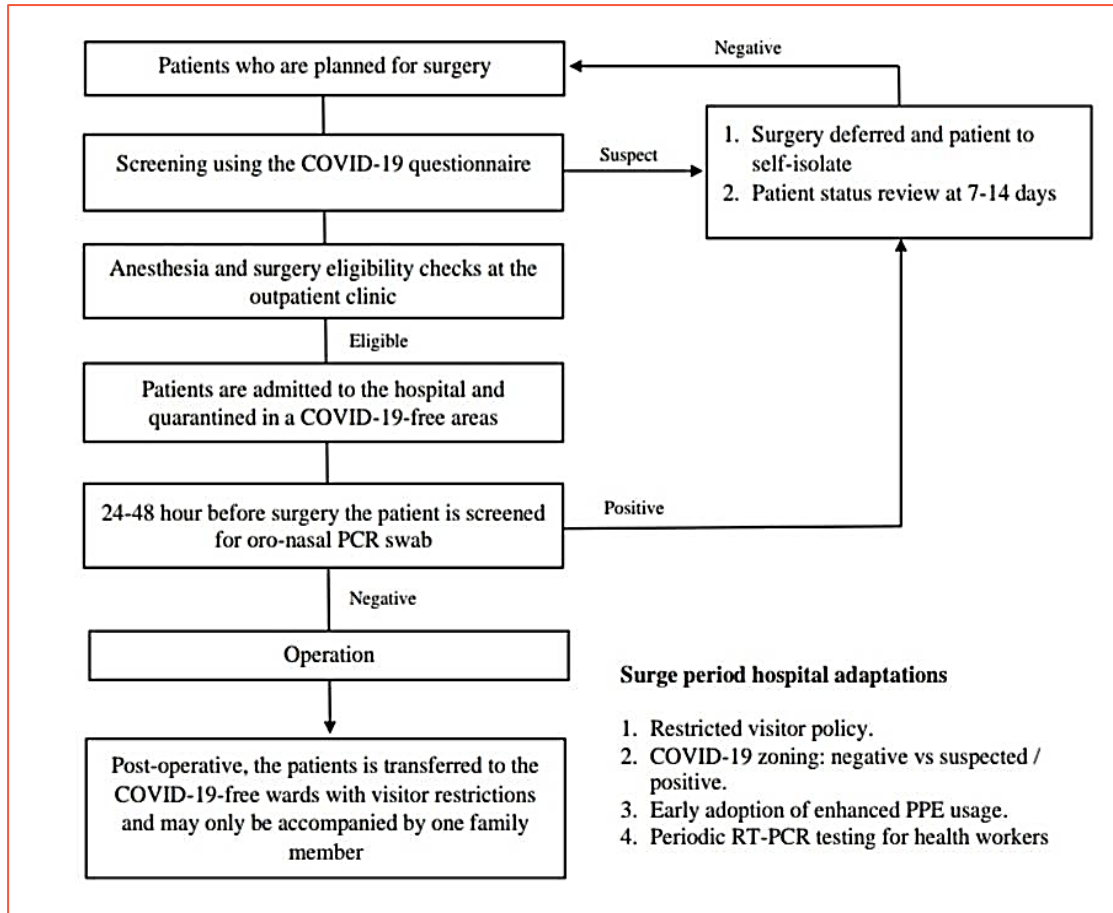 Patients who are planned for surgery
Negative
1. Surgery deferred and patient to
self-isolate
2. Patient status review at 7-14 days
Screening using the COVID-19 questionnaire
Suspect
Anesthesia and surgery eligibility checks at the
outpatient clinic
Eligible
Patients are admitted to the hospital and
quarantined in a COVID-19-free areas
24-48 hour before surgery the patient is screened
for oro-nasal PCR swab
Positive
Negative
Operation
Post-operative, the patients is transferred to the
COVID-19-free wards with visitor restrictions
and may only be accompanied by one family
member
Surge period hospital adaptations
1. Restricted visitor policy.
2. COVID-19 zoning: negative vs suspected /
positive.
3. Early adoption of enhanced PPE usage.
4. Periodic RT-PCR testing for health workers